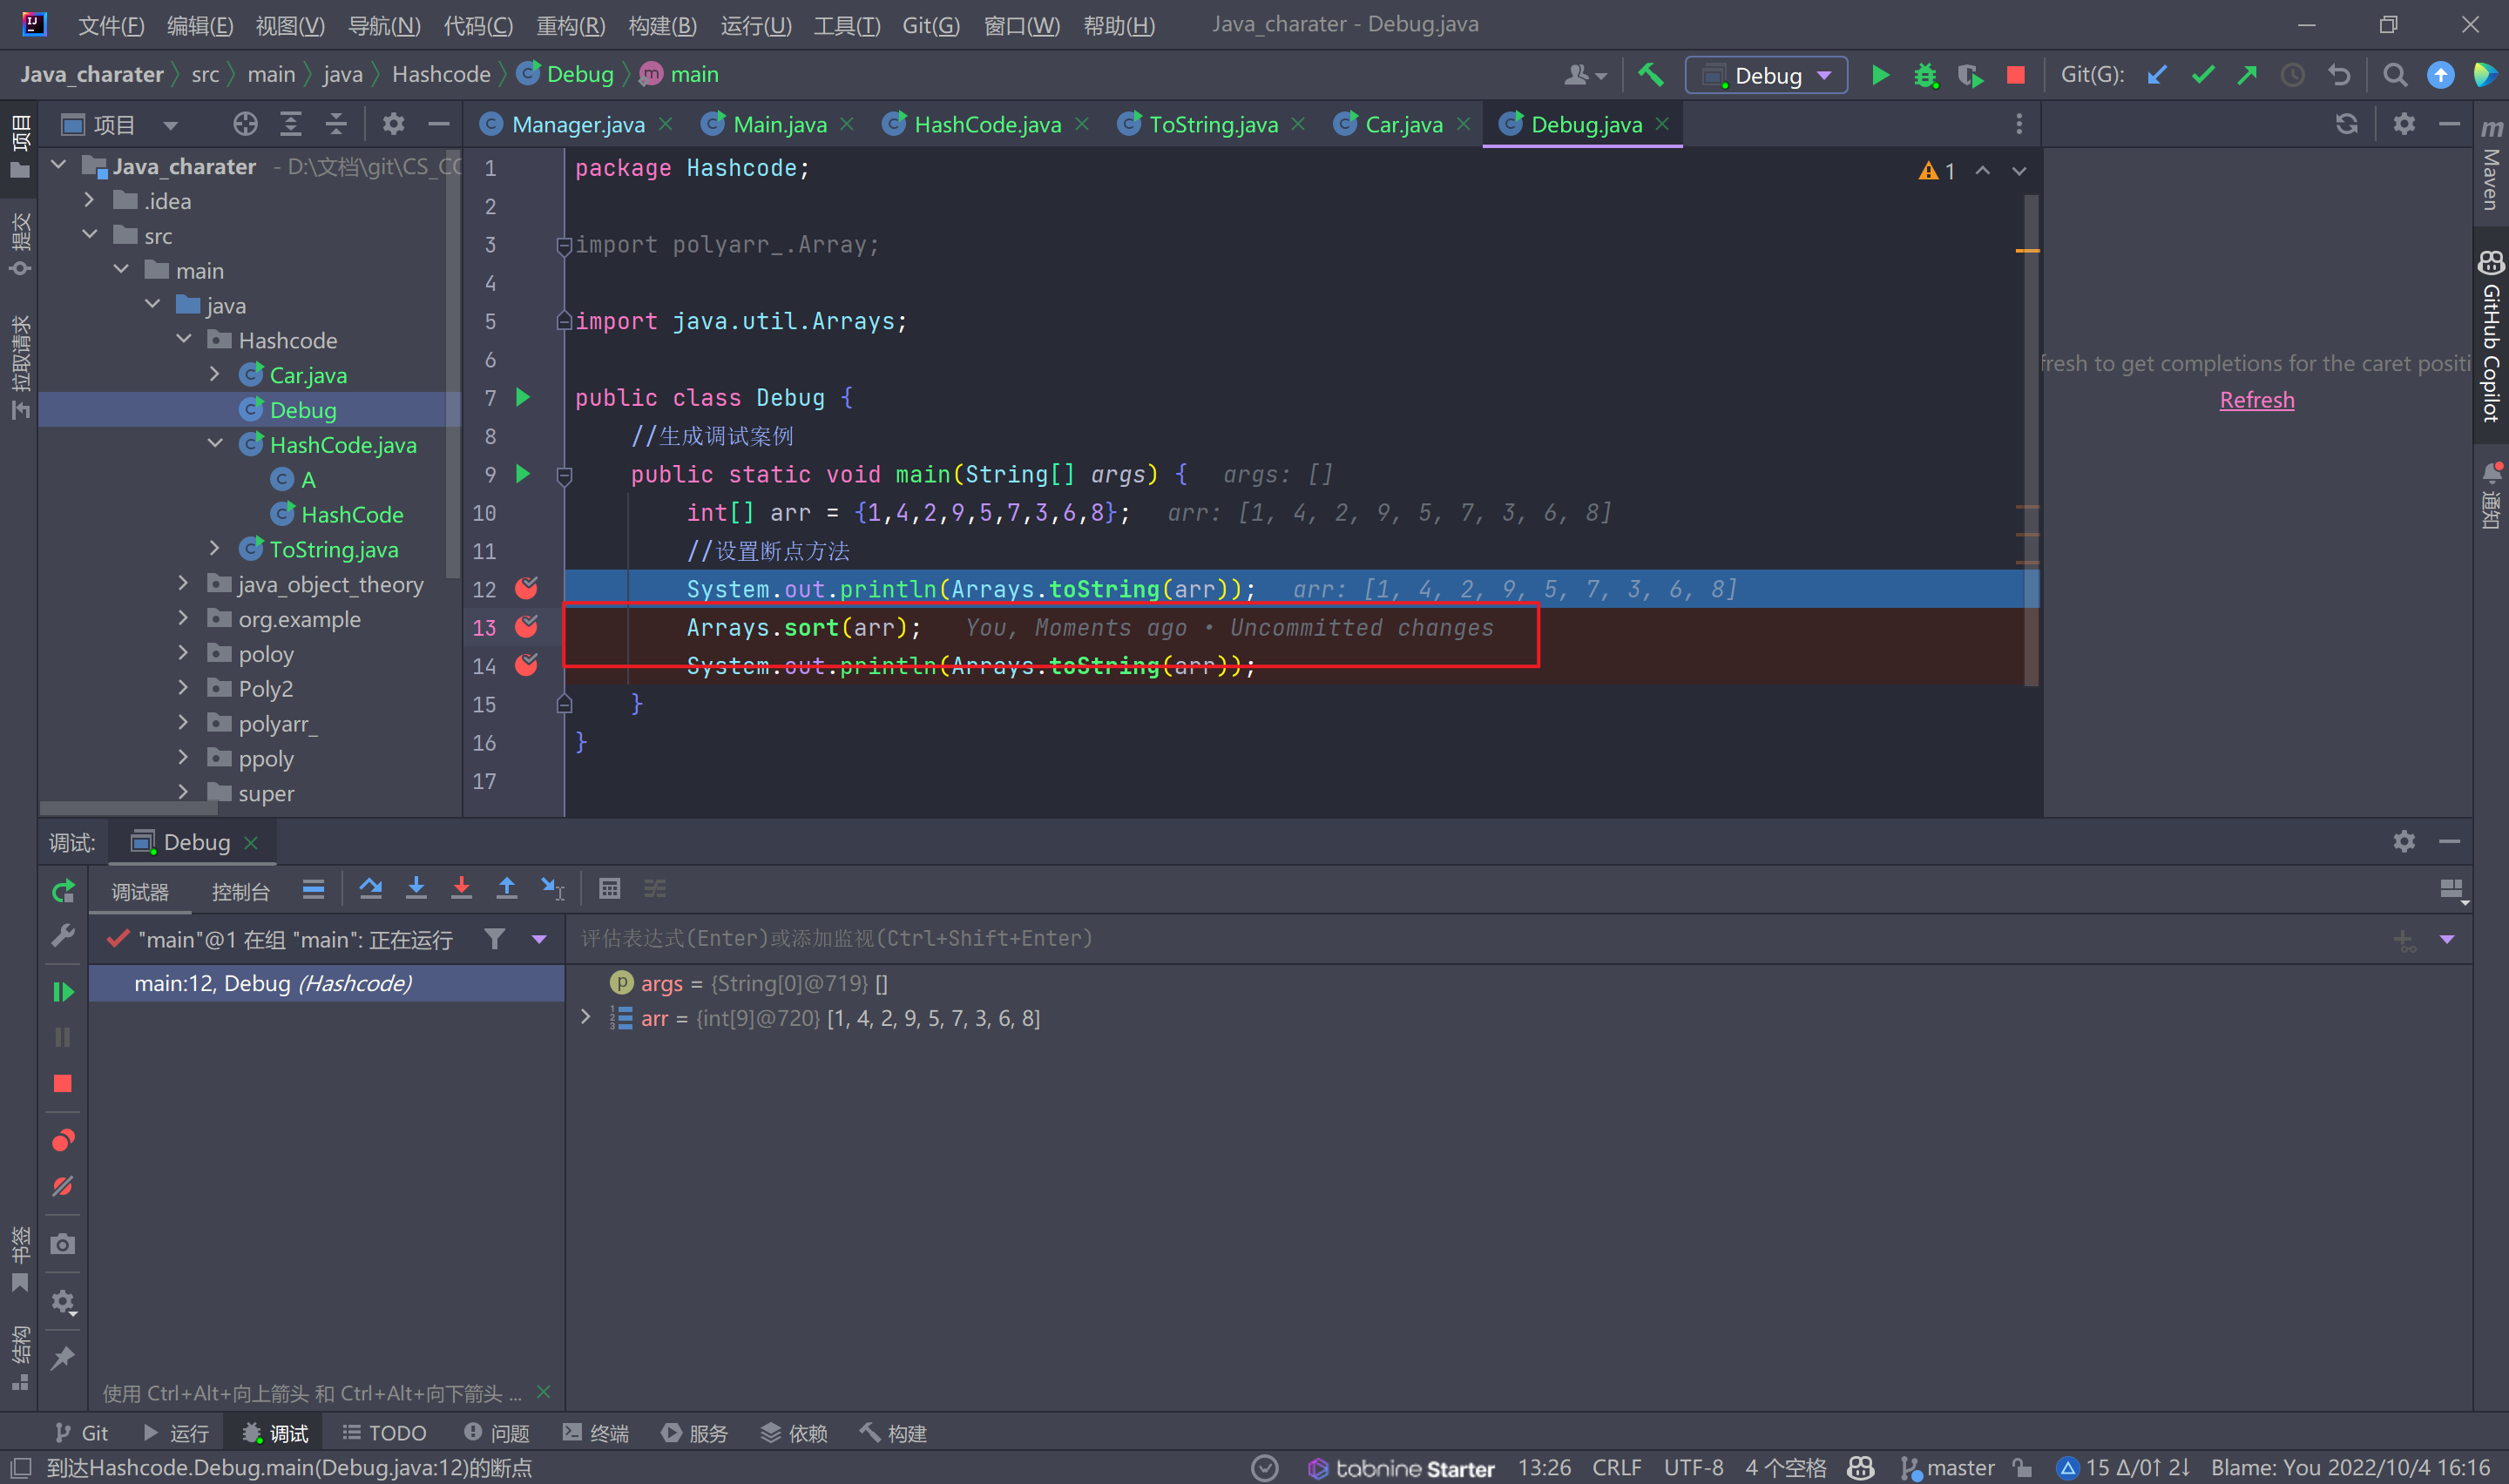 文件(F) 编辑(E) 视图(V) 导航(N) 代码(C) 重构(R) 构建(B) 运行(U) 工具(T) Git(G) 窗口(W) 帮助(H) Java_charater - Debug.java
Java_charater src main java Hashcode Debug main Debug Git(G):
项目
Manager.java Main.java HashCode.java ToString.java Car.java Debug.java
Java_charater - D:\文档\git\CS_CC
.idea
src
main
java
Hashcode
Car.java
Debug
HashCode.java
A
HashCode
ToString.java
java_object_theory
org.example
poloy
Poly2
polyarr_
ppoly
super
项目
提交
拉取请求
书签
结构
1 package Hashcode;
2
3 import polyarr_.Array;
4
5 import java.util.Arrays;
6
7 public class Debug {
8 //生成调试案例
9 public static void main(String[] args) { args: []
10 int[] arr = {1,4,2,9,5,7,3,6,8}; arr: [1, 4, 2, 9, 5, 7, 3, 6, 8]
11 //设置断点方法
12 System.out.println(Arrays.toString(arr)); arr: [1, 4, 2, 9, 5, 7, 3, 6, 8]
13 Arrays.sort(arr); You, Moments ago • Uncommitted changes
14 System.out.println(Arrays.toString(arr));
15 }
16 }
17
1
fresh to get completions for the caret positi
Refresh
Maven
GitHub Copilot
通知
调试: Debug
调试器 控制台
"main"@1 在组 "main": 正在运行
评估表达式(Enter)或添加监视(Ctrl+Shift+Enter)
main:12, Debug (Hashcode)
args = {String[0]@719} []
arr = {int[9]@720} [1, 4, 2, 9, 5, 7, 3, 6, 8]
使用 Ctrl+Alt+向上箭头 和 Ctrl+Alt+向下箭头 ...
Git 运行 调试 TODO 问题 终端 服务 依赖 构建
到达Hashcode.Debug.main(Debug.java:12)的断点 tabnine Starter 13:26 CRLF UTF-8 4 个空格 master 15 ∆/0↑ 2↓ Blame: You 2022/10/4 16:16